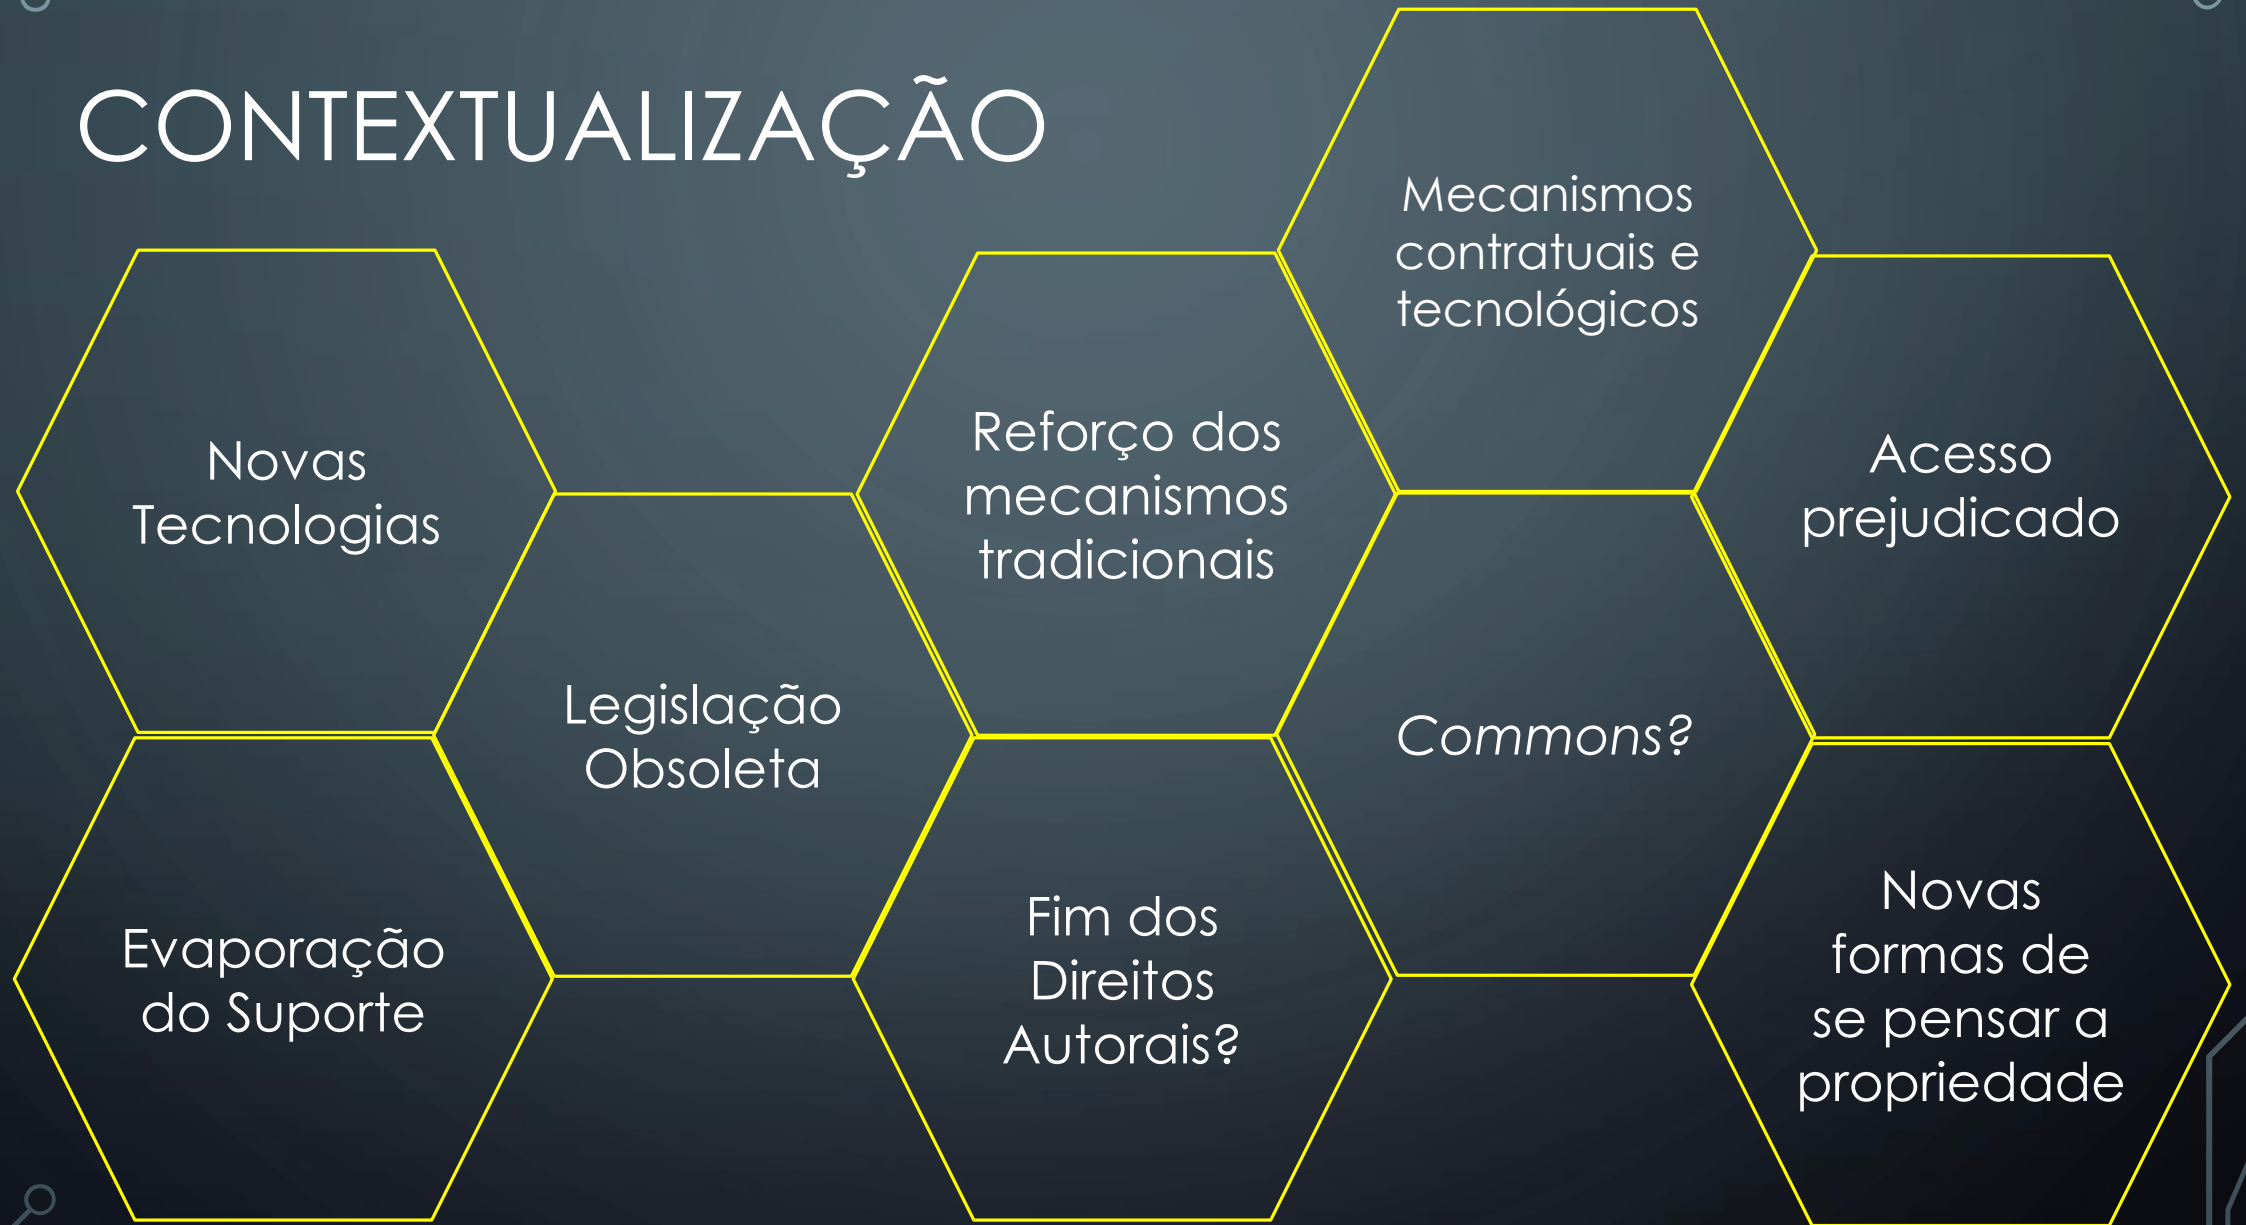 CONTEXTUALIZAÇÃO
Novas
Tecnologias
Evaporação
do Suporte
Legislação
Obsoleta
Reforço dos
mecanismos
tradicionais
Fim dos
Direitos
Autorais?
Mecanismos
contratuais e
tecnológicos
Commons?
Acesso
prejudicado
Novas
formas de
se pensar a
propriedade